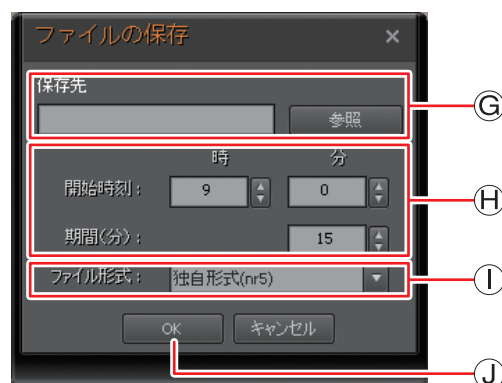 ファイルの保存 ×
保存先
参照 Ⓖ
時 分
開始時刻： 9 0 Ⓗ
期間(分)： 15
ファイル形式： 独自形式(nr5) Ⓘ
OK キャンセル
Ⓙ